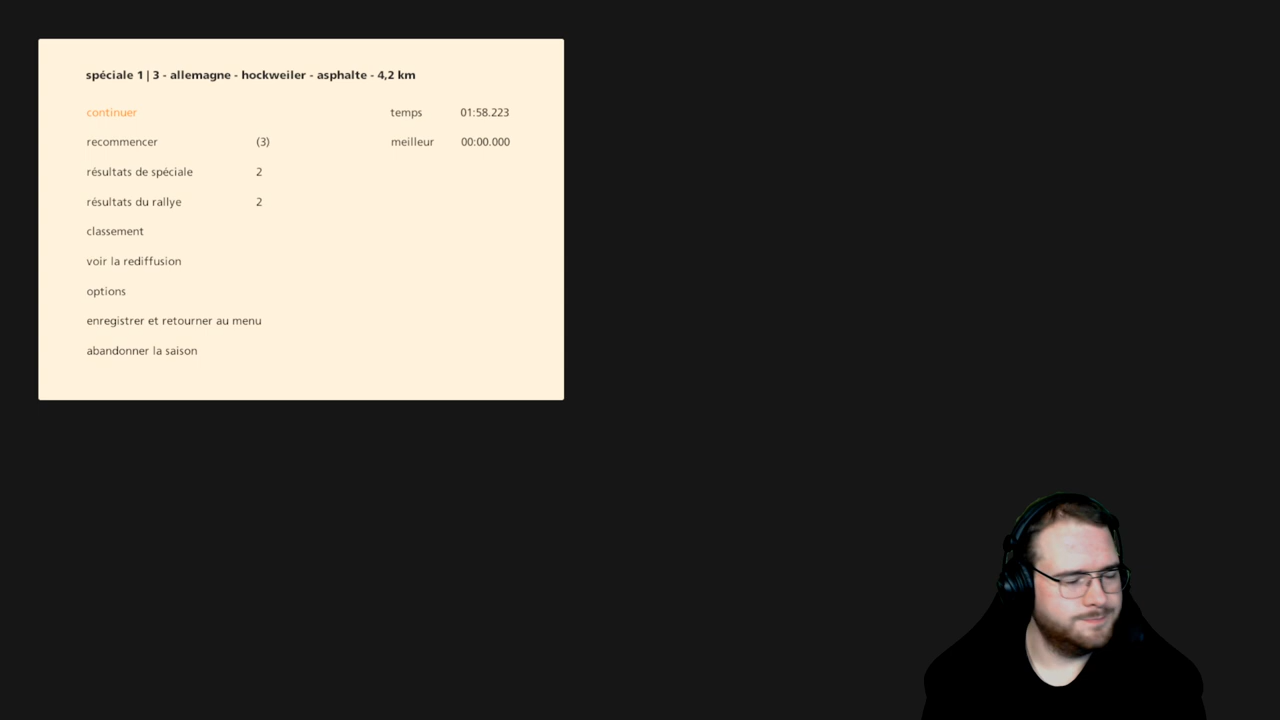 spéciale 1 | 3 - allemagne - hockweiler - asphalte - 4,2 km
continuer temps 01:58.223
recommencer (3) meilleur 00:00.000
résultats de spéciale 2
résultats du rallye 2
classement
voir la rediffusion
options
enregistrer et retourner au menu
abandonner la saison